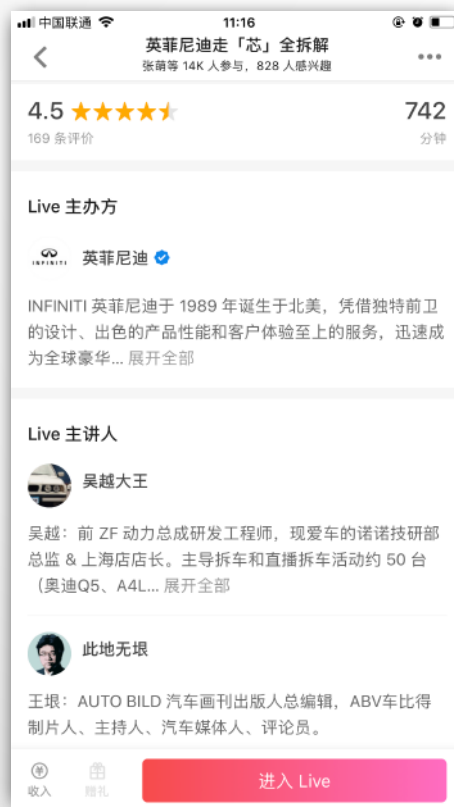 中国联通
11:16
英菲尼迪走「芯」全拆解
张萌等 14K 人参与，828 人感兴趣
4.5
742
169 条评价
分钟
Live 主办方
INFINITI
英菲尼迪
INFINITI 英菲尼迪于 1989 年诞生于北美，凭借独特前卫
的设计、出色的产品性能和客户体验至上的服务，迅速成
为全球豪华... 展开全部
Live 主讲人
吴越大王
吴越：前 ZF 动力总成研发工程师，现爱车的诺诺技研部
总监 & 上海店店长。主导拆车和直播拆车活动约 50 台
（奥迪Q5、A4L... 展开全部
此地无垠
王垠：AUTO BILD 汽车画刊出版人总编辑，ABV车比得
制片人、主持人、汽车媒体人、评论员。
收入
赠礼
进入 Live